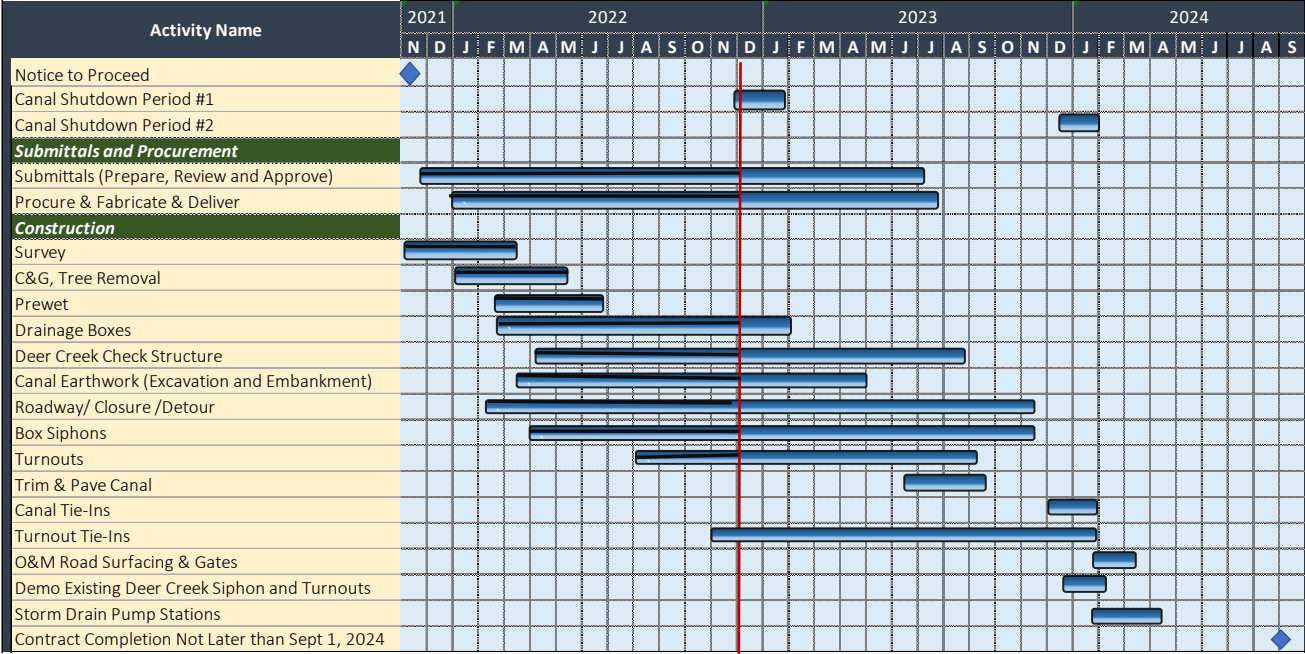 Activity Name
2021 2022 2023 2024
N D J F M A M J J A S O N D J F M A M J J A S O N D J F M A M J J A S
Notice to Proceed
Canal Shutdown Period #1
Canal Shutdown Period #2
Submittals and Procurement
Submittals (Prepare, Review and Approve)
Procure & Fabricate & Deliver
Construction
Survey
C&G, Tree Removal
Prewet
Drainage Boxes
Deer Creek Check Structure
Canal Earthwork (Excavation and Embankment)
Roadway/ Closure /Detour
Box Siphons
Turnouts
Trim & Pave Canal
Canal Tie-Ins
Turnout Tie-Ins
O&M Road Surfacing & Gates
Demo Existing Deer Creek Siphon and Turnouts
Storm Drain Pump Stations
Contract Completion Not Later than Sept 1, 2024